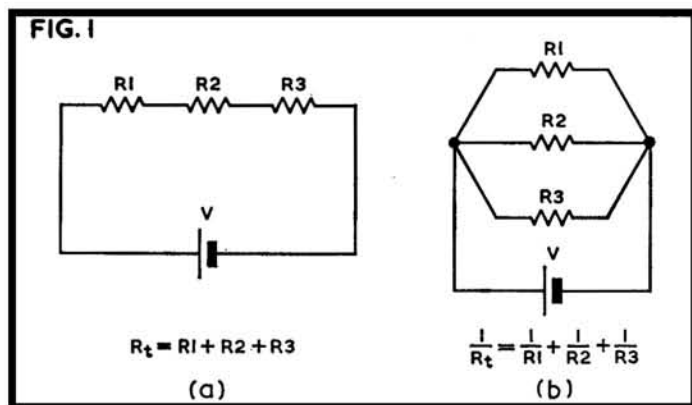 FIG. I
R1 R2 R3
V
Rt = R1 + R2 + R3
(a)
R1
R2
R3
V
1/Rt = 1/R1 + 1/R2 + 1/R3
(b)